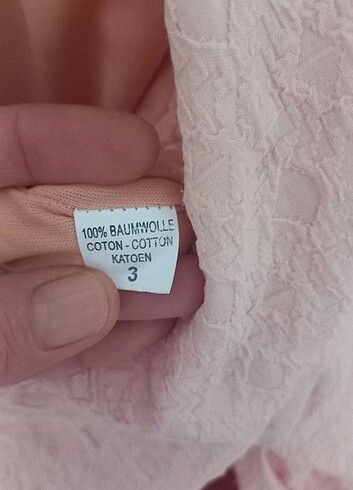 100% BAUMWOLLE
COTON - COTTON
KATOEN
3